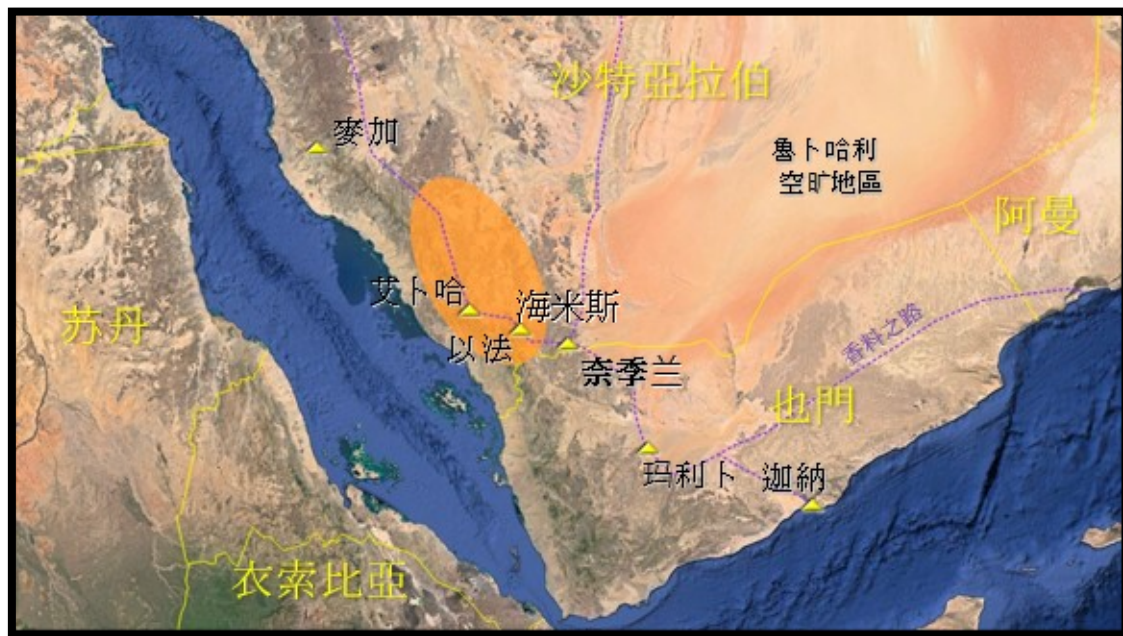 沙特亞拉伯
麥加
魯卜哈利
空旷地區
阿曼
艾卜哈
海米斯
苏丹
以法
奈季兰
香料之路
也門
玛利卜
迦納
衣索比亞